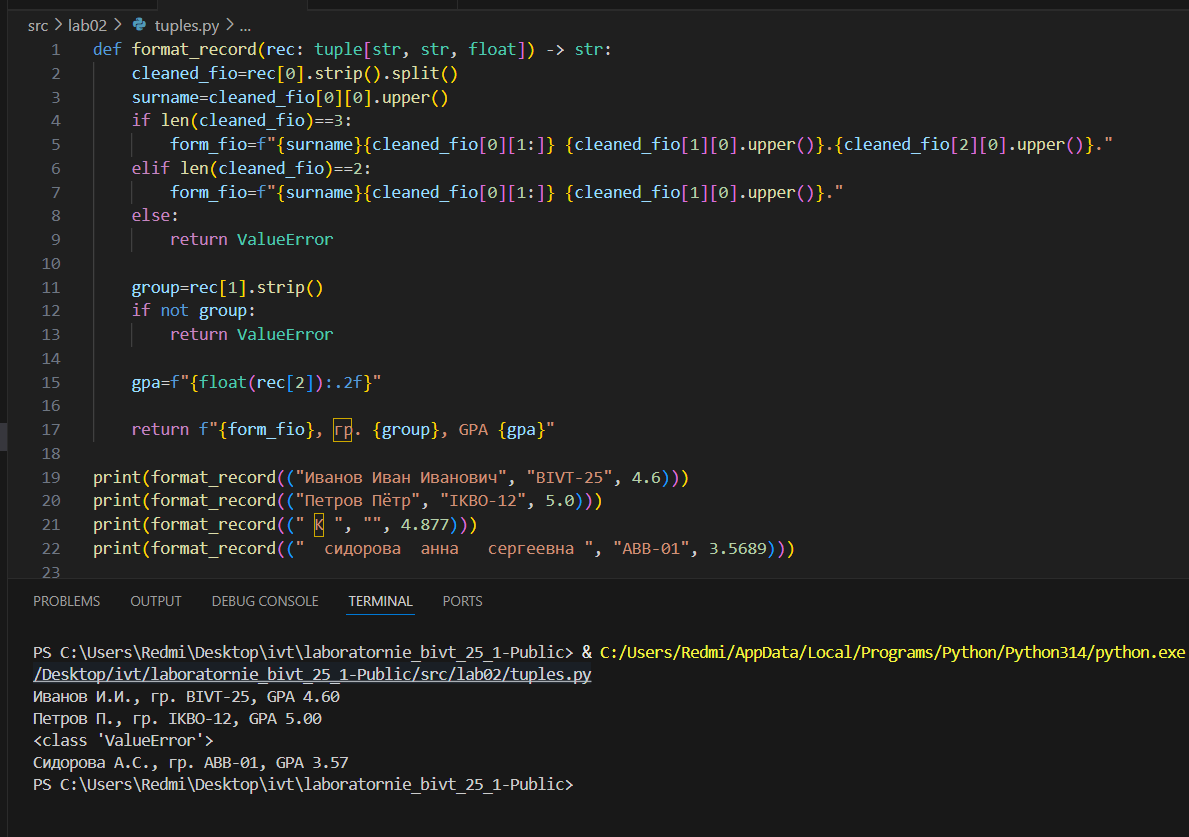 src > lab02 > tuples.py > ...
1 def format_record(rec: tuple[str, str, float]) -> str:
2     cleaned_fio=rec[0].strip().split()
3     surname=cleaned_fio[0][0].upper()
4     if len(cleaned_fio)==3:
5         form_fio=f"{surname}{cleaned_fio[0][1:]} {cleaned_fio[1][0].upper()}.{cleaned_fio[2][0].upper()}."
6     elif len(cleaned_fio)==2:
7         form_fio=f"{surname}{cleaned_fio[0][1:]} {cleaned_fio[1][0].upper()}."
8     else:
9         return ValueError
10
11     group=rec[1].strip()
12     if not group:
13         return ValueError
14
15     gpa=f"{float(rec[2]):.2f}"
16
17     return f"{form_fio}, гр. {group}, GPA {gpa}"
18
19 print(format_record(("Иванов Иван Иванович", "BIVT-25", 4.6)))
20 print(format_record(("Петров Пётр", "IKBO-12", 5.0)))
21 print(format_record((" К ", "", 4.877)))
22 print(format_record(("  сидорова  анна   сергеевна ", "ABB-01", 3.5689)))
23
PROBLEMS OUTPUT DEBUG CONSOLE TERMINAL PORTS
PS C:\Users\Redmi\Desktop\ivt\laboratornie_bivt_25_1-Public> & C:/Users/Redmi/AppData/Local/Programs/Python/Python314/python.exe
/Desktop/ivt/laboratornie_bivt_25_1-Public/src/lab02/tuples.py
Иванов И.И., гр. BIVT-25, GPA 4.60
Петров П., гр. IKBO-12, GPA 5.00
<class 'ValueError'>
Сидорова А.С., гр. ABB-01, GPA 3.57
PS C:\Users\Redmi\Desktop\ivt\laboratornie_bivt_25_1-Public>